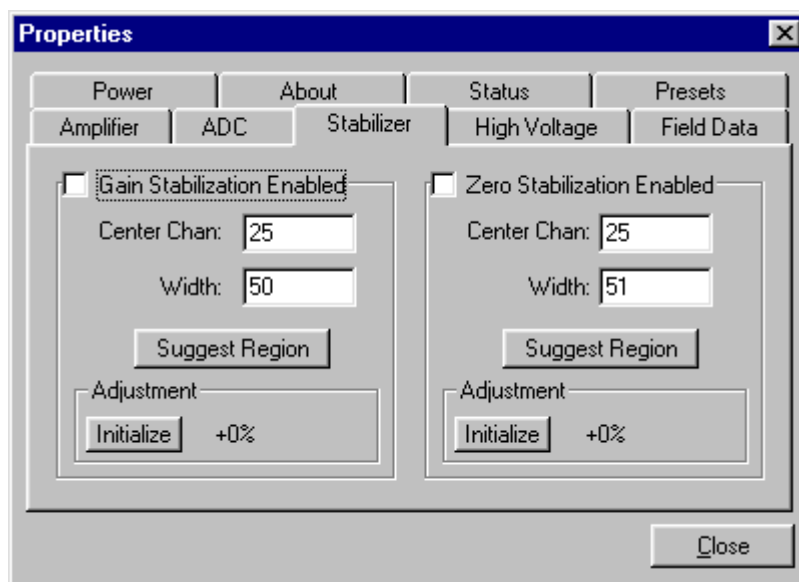 Properties
Power About Status Presets
Amplifier ADC Stabilizer High Voltage Field Data
Gain Stabilization Enabled
Center Chan: 25
Width: 50
Suggest Region
Adjustment
Initialize +0%
Zero Stabilization Enabled
Center Chan: 25
Width: 51
Suggest Region
Adjustment
Initialize +0%
Close